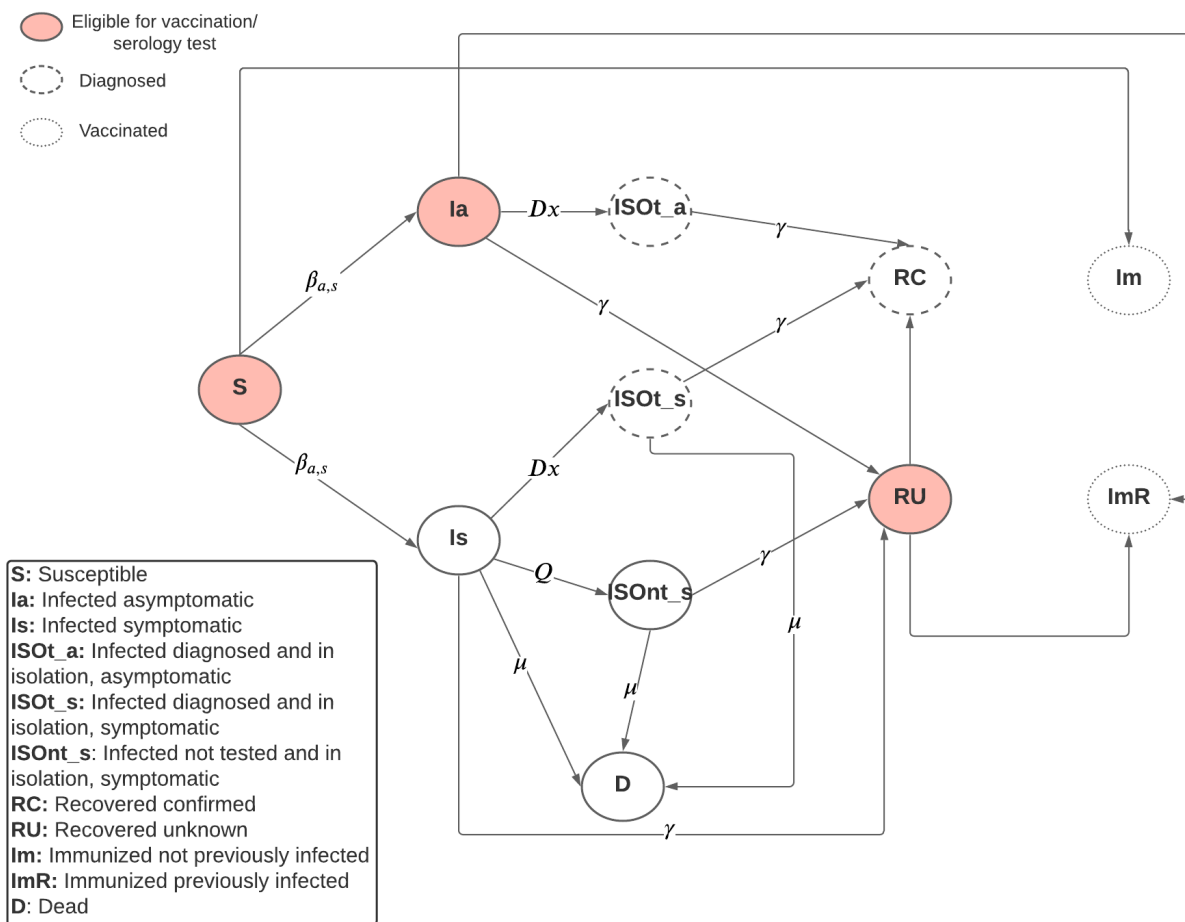 Eligible for vaccination/
serology test
Diagnosed
Vaccinated
Ia
Dx
ISOt_a
γ
RC
Im
βa,s
γ
γ
S
ISOt_s
βa,s
Dx
RU
ImR
Is
Q
ISOnt_s
γ
μ
μ
μ
D
γ
S: Susceptible
Ia: Infected asymptomatic
Is: Infected symptomatic
ISOt_a: Infected diagnosed and in
isolation, asymptomatic
ISOt_s: Infected diagnosed and in
isolation, symptomatic
ISOnt_s: Infected not tested and in
isolation, symptomatic
RC: Recovered confirmed
RU: Recovered unknown
Im: Immunized not previously infected
ImR: Immunized previously infected
D: Dead